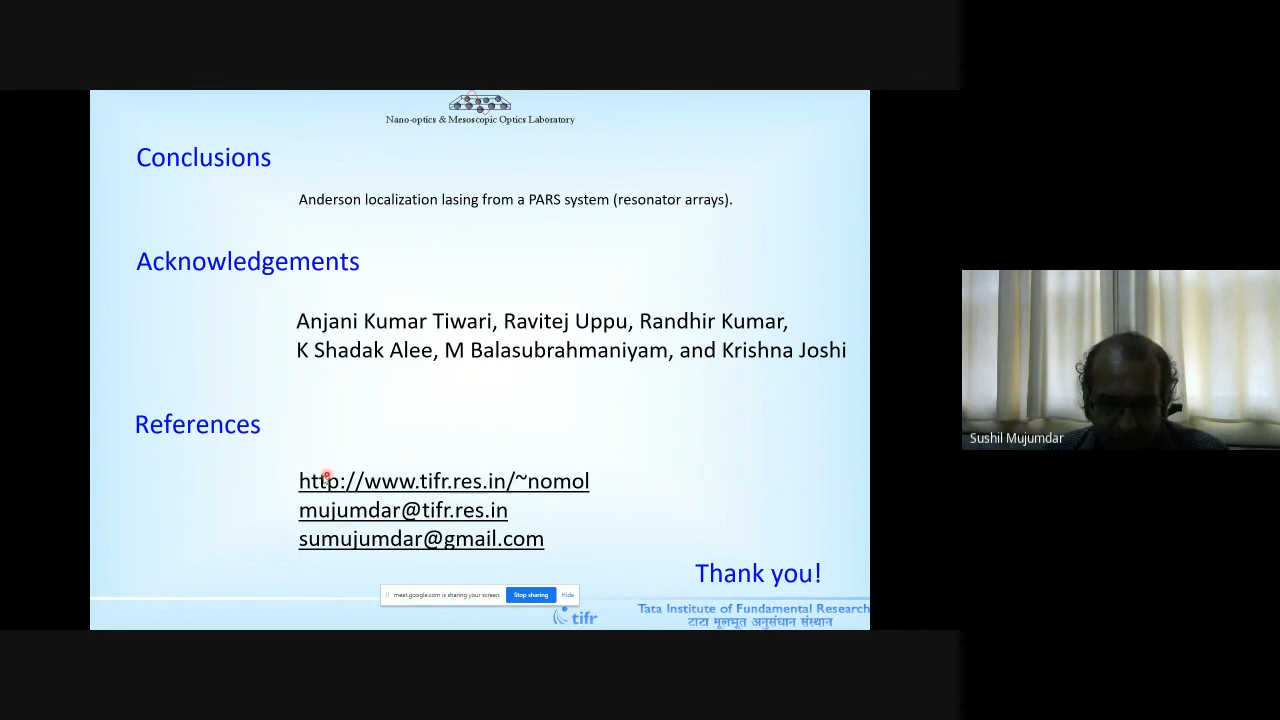 Nano-optics & Mesoscopic Optics Laboratory
Conclusions
Anderson localization lasing from a PARS system (resonator arrays).
Acknowledgements
Anjani Kumar Tiwari, Ravitej Uppu, Randhir Kumar,
K Shadak Alee, M Balasubrahmaniyam, and Krishna Joshi
References
http://www.tifr.res.in/~nomol
mujumdar@tifr.res.in
sumujumdar@gmail.com
Thank you!
meet.google.com is sharing your screen.
Stop sharing
Hide
tifr
Tata Institute of Fundamental Research
टाटा मूलभूत अनुसंधान संस्थान
Sushil Mujumdar